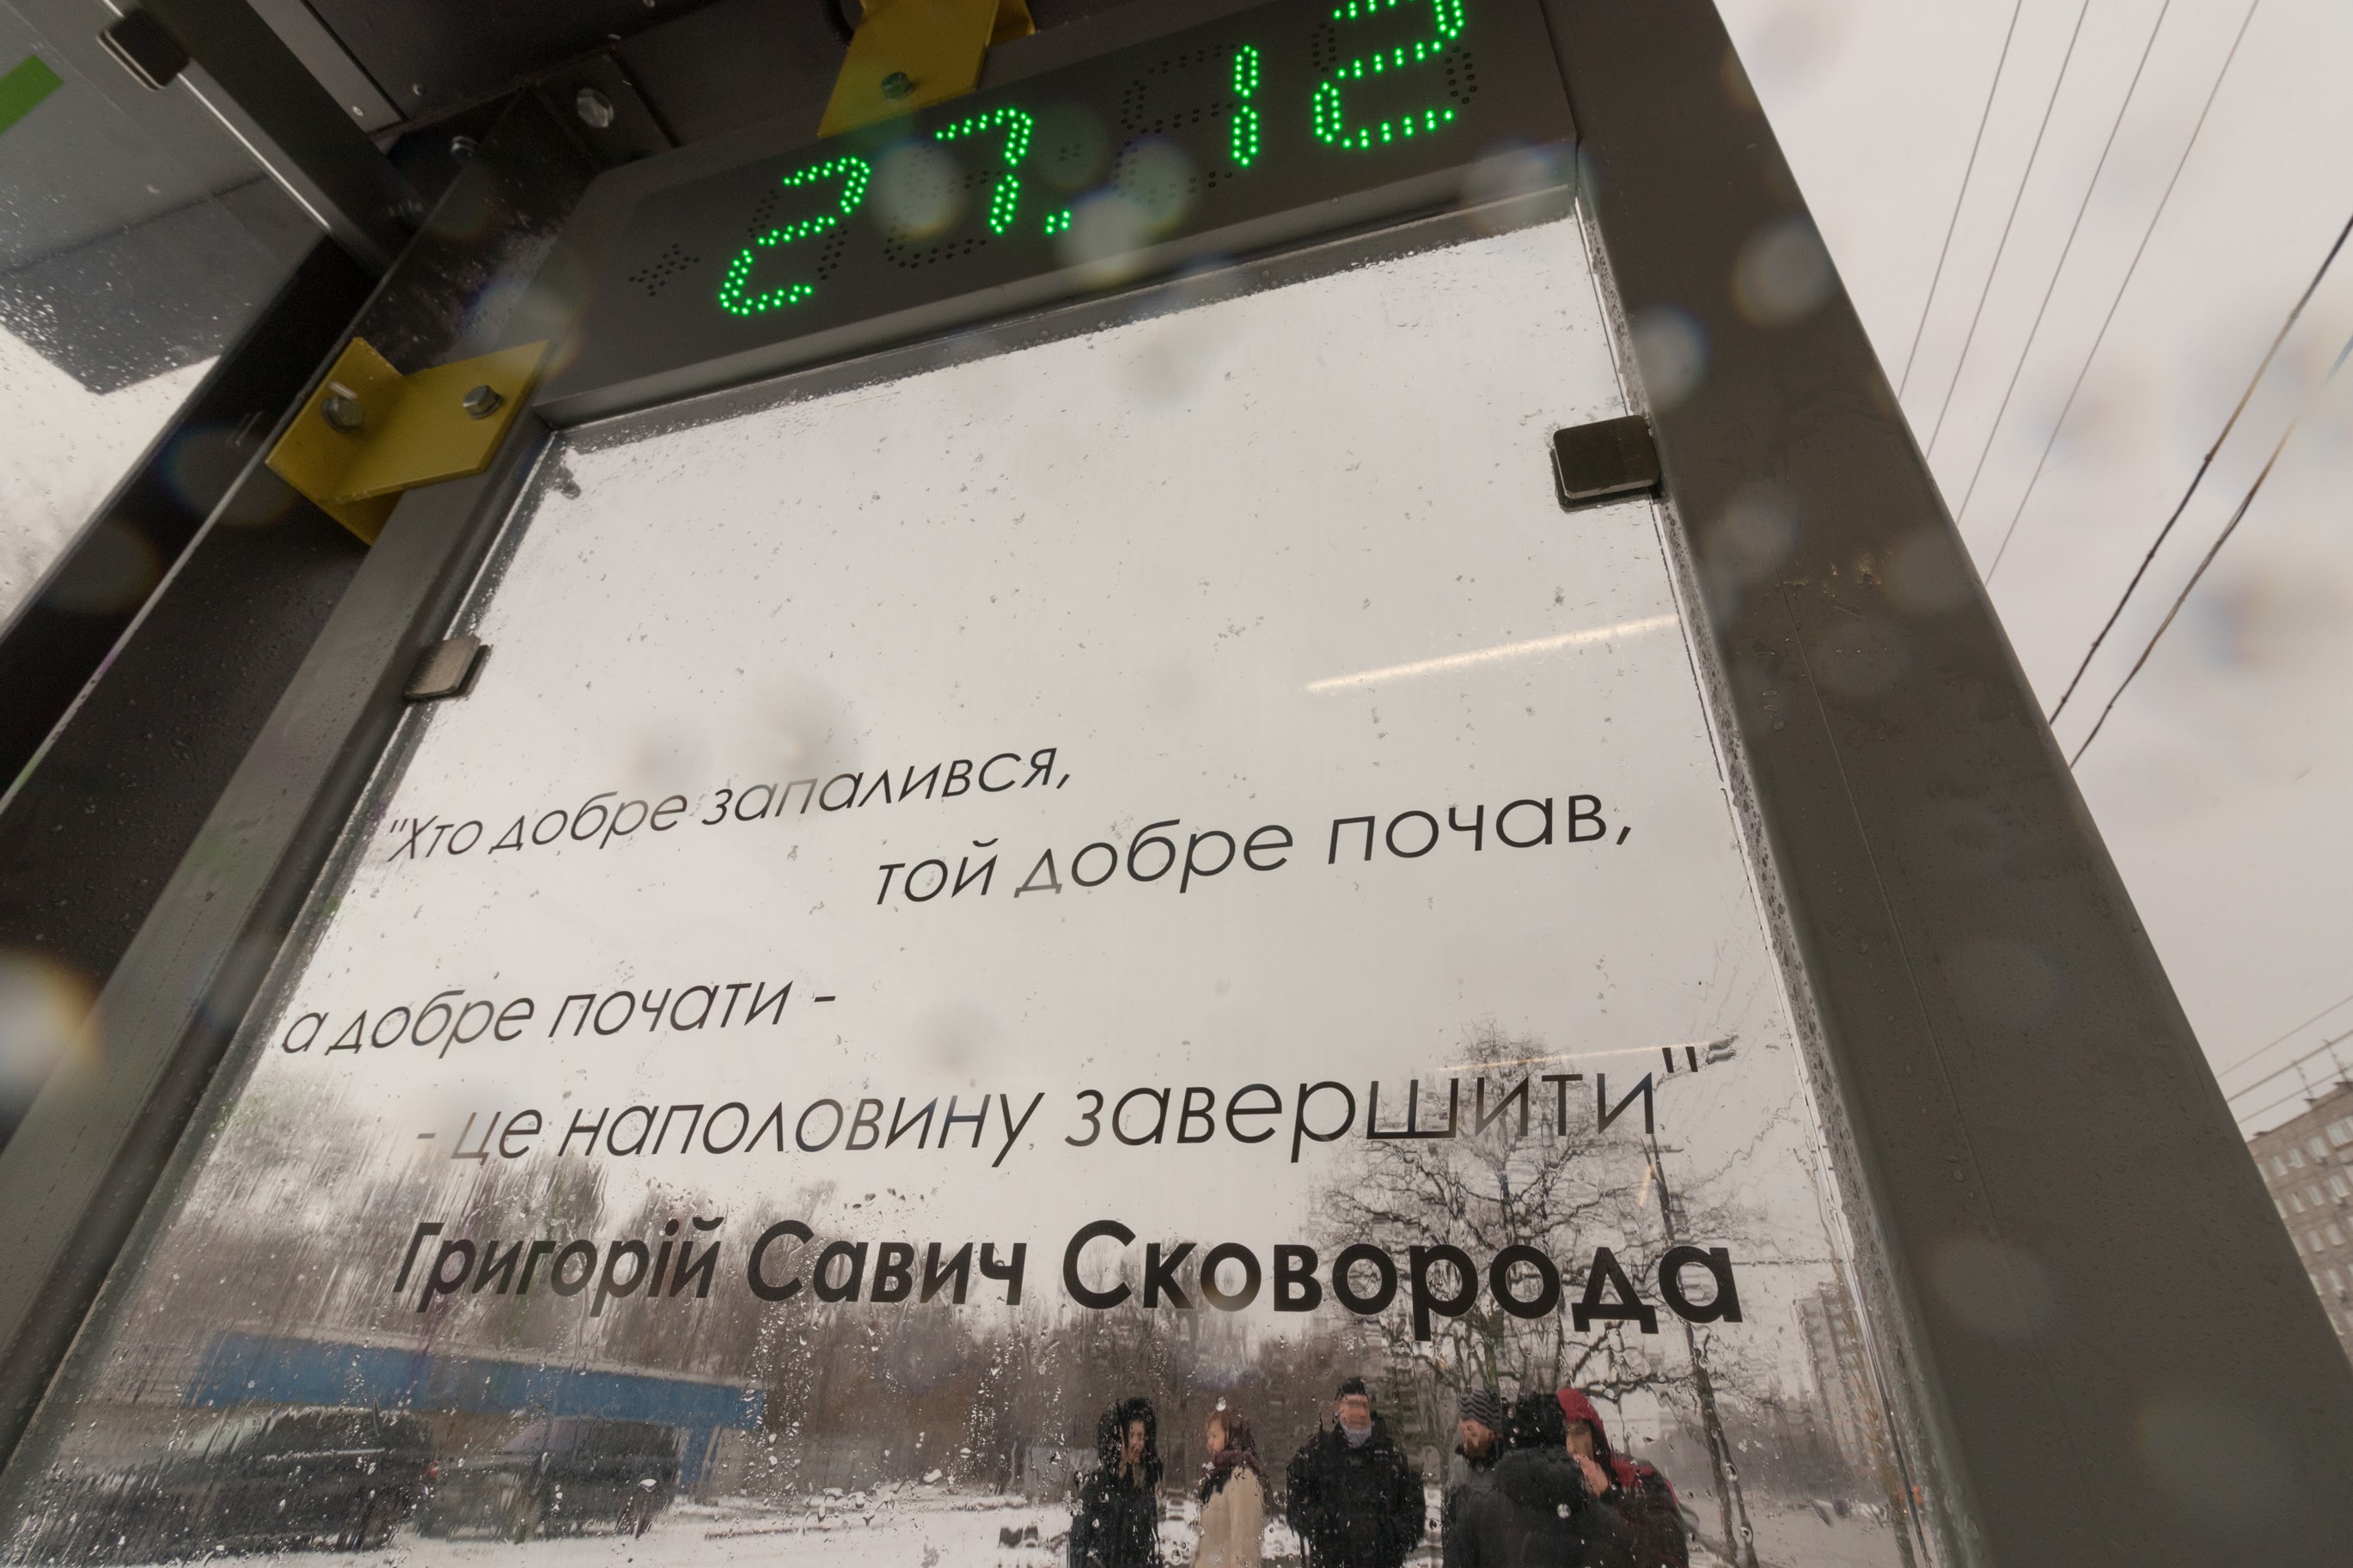 27.12
"Хто добре запалився,
той добре почав,
а добре почати -
- це наполовину завершити"
Григорій Савич Сковорода